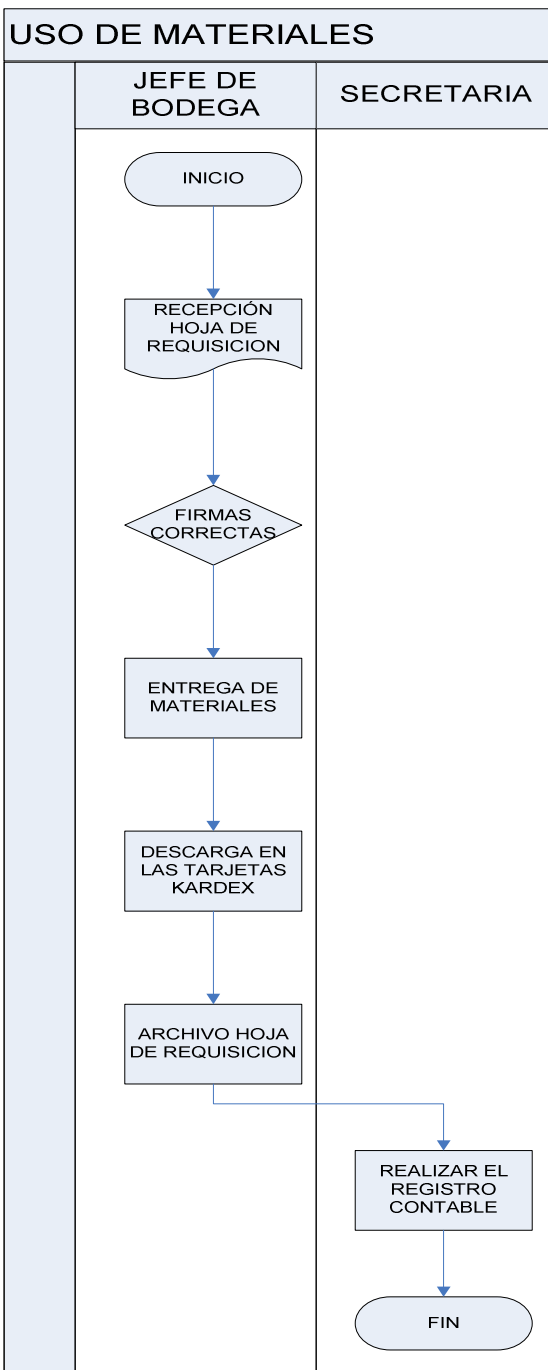 USO DE MATERIALES
JEFE DE
BODEGA
SECRETARIA
INICIO
RECEPCIÓN
HOJA DE
REQUISICION
FIRMAS
CORRECTAS
ENTREGA DE
MATERIALES
DESCARGA EN
LAS TARJETAS
KARDEX
ARCHIVO HOJA
DE REQUISICION
REALIZAR EL
REGISTRO
CONTABLE
FIN